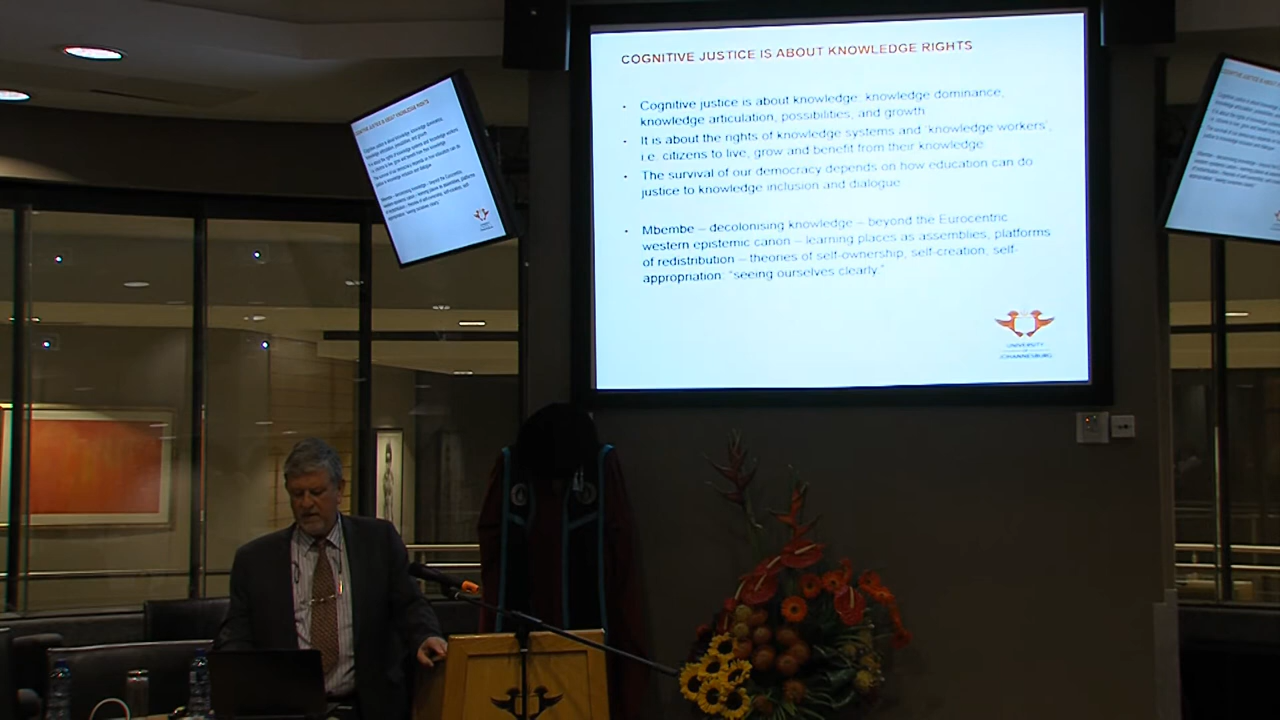 COGNITIVE JUSTICE IS ABOUT KNOWLEDGE RIGHTS
• Cognitive justice is about knowledge: knowledge dominance,
knowledge articulation, possibilities, and growth
• It is about the rights of knowledge systems and 'knowledge workers',
i.e. citizens to live, grow and benefit from their knowledge
• The survival of our democracy depends on how education can do
justice to knowledge inclusion and dialogue
• Mbembe – decolonising knowledge – beyond the Eurocentric
western epistemic canon – learning places as assemblies, platforms
of redistribution – theories of self-ownership, self-creation, self-
appropriation: "seeing ourselves clearly."
UNIVERSITY
OF
JOHANNESBURG